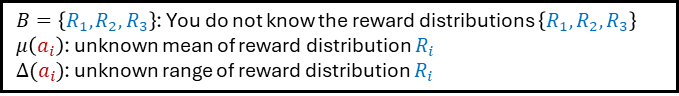 B = {R₁, R₂, R₃}: You do not know the reward distributions {R₁, R₂, R₃}
μ(aᵢ): unknown mean of reward distribution Rᵢ
Δ(aᵢ): unknown range of reward distribution Rᵢ